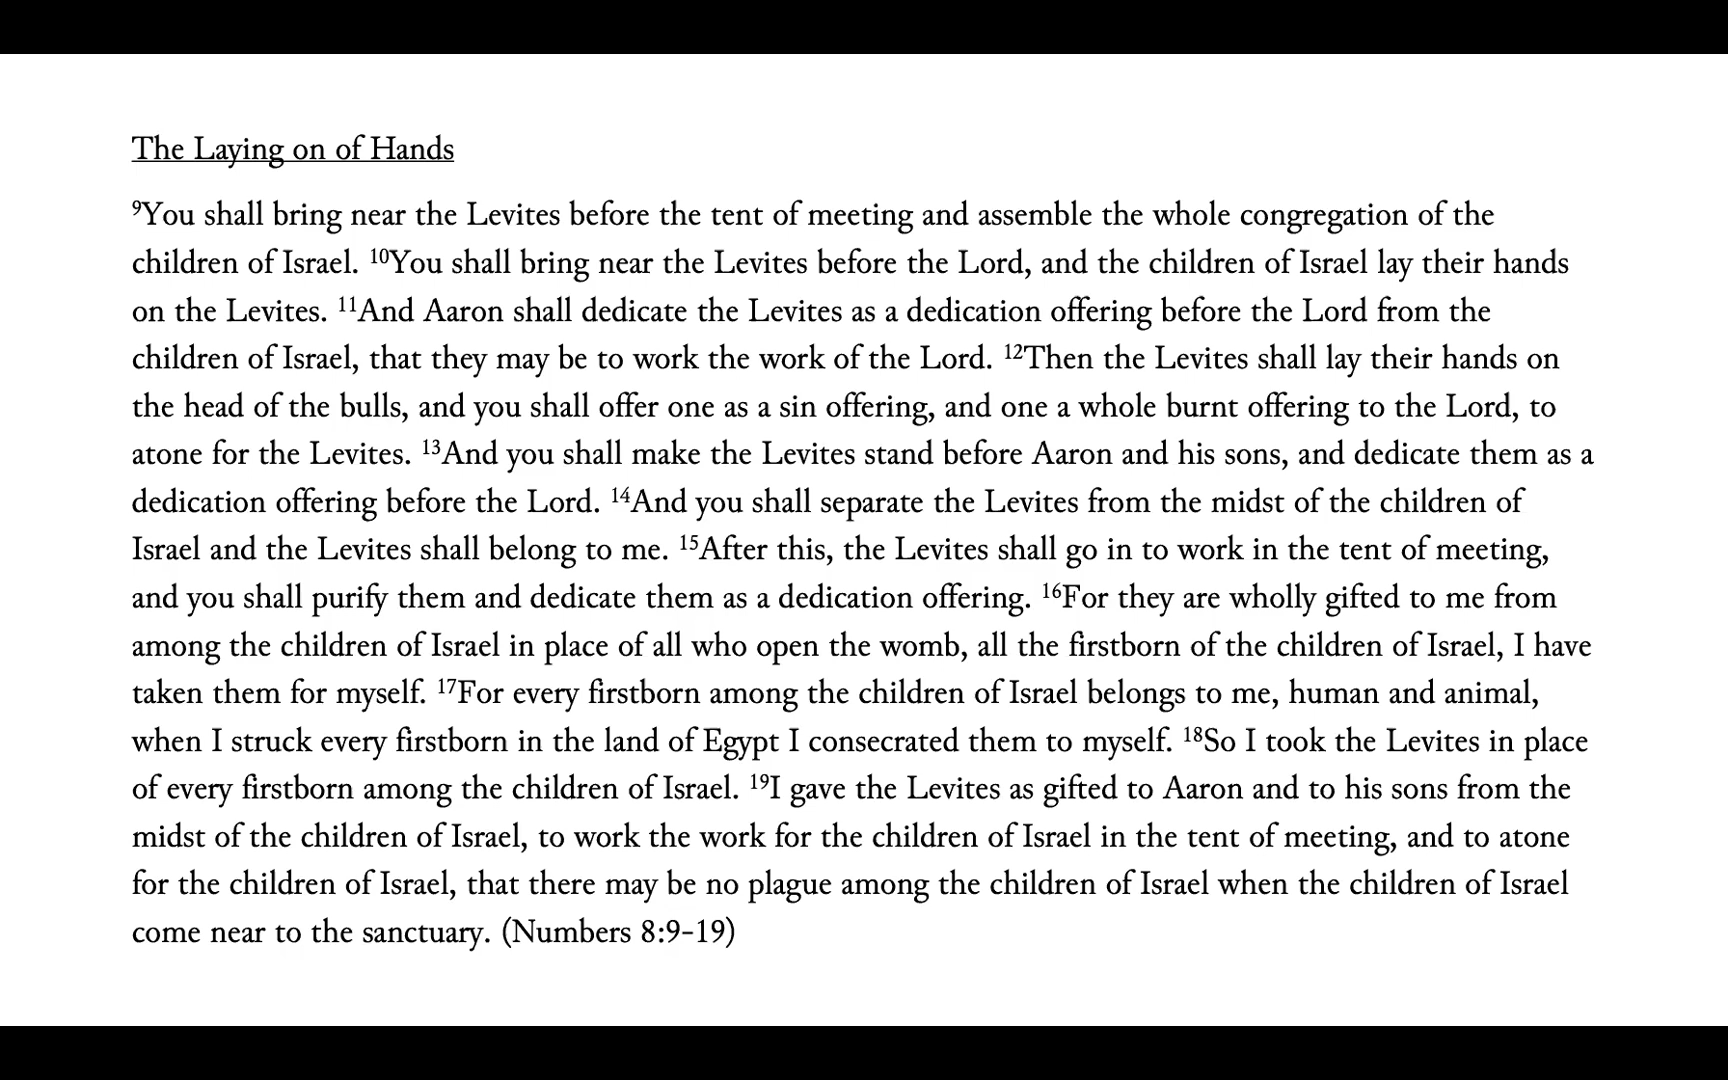 The Laying on of Hands
⁹You shall bring near the Levites before the tent of meeting and assemble the whole congregation of the
children of Israel. ¹⁰You shall bring near the Levites before the Lord, and the children of Israel lay their hands
on the Levites. ¹¹And Aaron shall dedicate the Levites as a dedication offering before the Lord from the
children of Israel, that they may be to work the work of the Lord. ¹²Then the Levites shall lay their hands on
the head of the bulls, and you shall offer one as a sin offering, and one a whole burnt offering to the Lord, to
atone for the Levites. ¹³And you shall make the Levites stand before Aaron and his sons, and dedicate them as a
dedication offering before the Lord. ¹⁴And you shall separate the Levites from the midst of the children of
Israel and the Levites shall belong to me. ¹⁵After this, the Levites shall go in to work in the tent of meeting,
and you shall purify them and dedicate them as a dedication offering. ¹⁶For they are wholly gifted to me from
among the children of Israel in place of all who open the womb, all the firstborn of the children of Israel, I have
taken them for myself. ¹⁷For every firstborn among the children of Israel belongs to me, human and animal,
when I struck every firstborn in the land of Egypt I consecrated them to myself. ¹⁸So I took the Levites in place
of every firstborn among the children of Israel. ¹⁹I gave the Levites as gifted to Aaron and to his sons from the
midst of the children of Israel, to work the work for the children of Israel in the tent of meeting, and to atone
for the children of Israel, that there may be no plague among the children of Israel when the children of Israel
come near to the sanctuary. (Numbers 8:9–19)